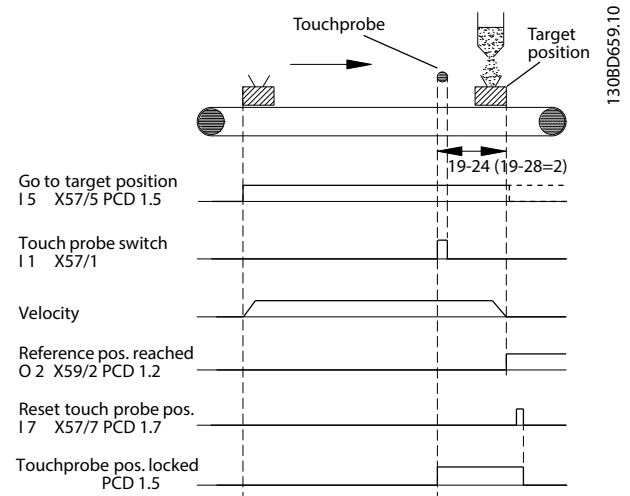 Touchprobe
Target
position
130BD659.10
19-24 (19-28=2)
Go to target position
I 5 X57/5 PCD 1.5
Touch probe switch
I 1 X57/1
Velocity
Reference pos. reached
O 2 X59/2 PCD 1.2
Reset touch probe pos.
I 7 X57/7 PCD 1.7
Touchprobe pos. locked
PCD 1.5